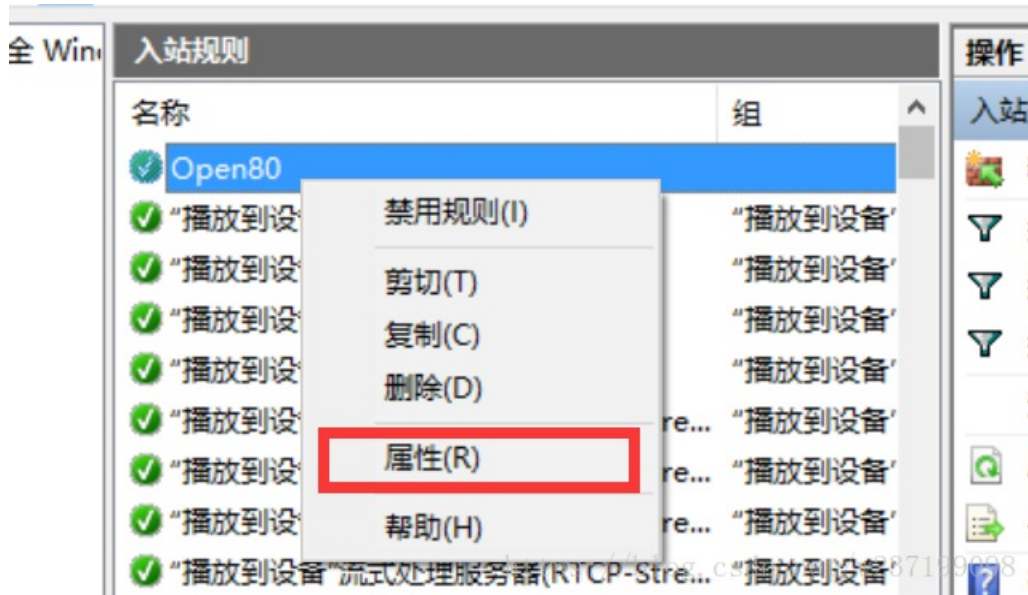 全 Win
入站规则
操作
名称
组
入站
Open80
禁用规则(I)
"播放到设
"播放到设备"
剪切(T)
"播放到设
"播放到设备"
复制(C)
"播放到设
"播放到设备"
删除(D)
"播放到设
"播放到设备"
"播放到设
re...
"播放到设备"
属性(R)
"播放到设
re...
"播放到设备"
帮助(H)
"播放到设
re...
"播放到设备"
"播放到设备"流式处理服务器(RTCP-Stre...
"播放到设备"